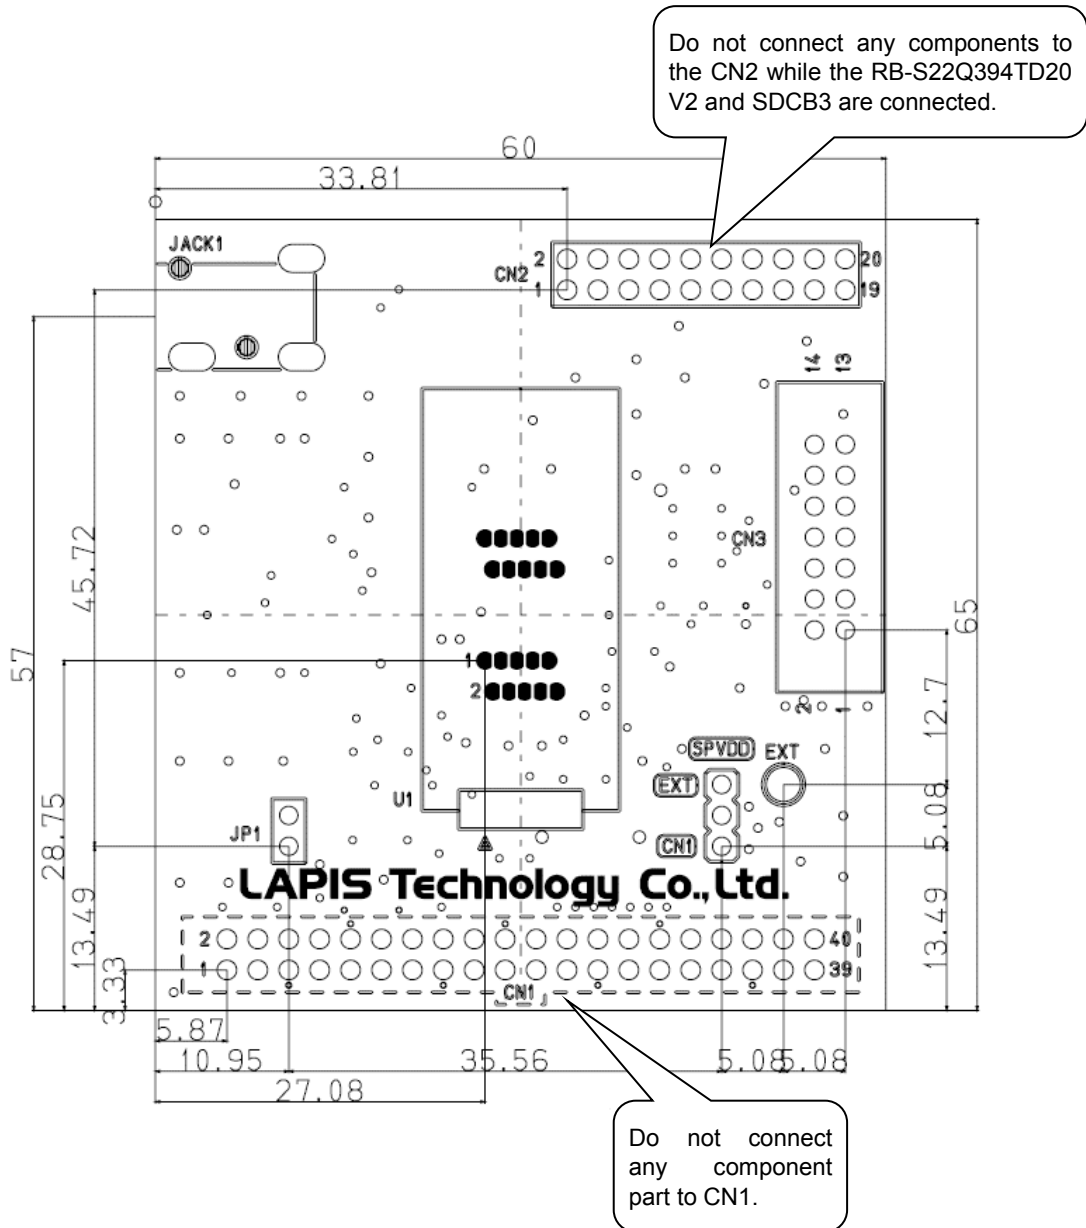 Do not connect any components to
the CN2 while the RB-S22Q394TD20
V2 and SDCB3 are connected.
60
33.81
JACK1
2
CN2
20
1
19
14
13
45.72
CN3
57
65
1
2
2
1
12.7
SPVDD
EXT
EXT
U1
28.75
JP1
CN1
5.08
LAPIS Technology Co.,Ltd.
13.49
13.49
2
40
1
39
3.33
CN1
5.87
10.95
35.56
5.08
5.08
27.08
Do not connect
any component
part to CN1.